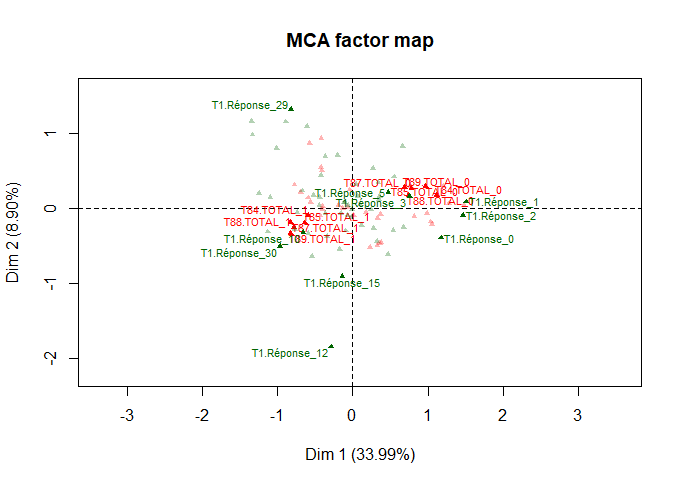 MCA factor map
T1.Réponse_29
T87.TOTAL_0
T89.TOTAL_0
T1.Réponse_5
T85.TOTAL_0
T84.TOTAL_0
T1.Réponse_3
T88.TOTAL_0
T1.Réponse_1
T84.TOTAL_1
T85.TOTAL_1
T1.Réponse_2
T88.TOTAL_1
T87.TOTAL_1
T89.TOTAL_1
T1.Réponse_0
T1.Réponse_30
T1.Réponse_15
T1.Réponse_12
1
0
-1
-2
-3
-2
-1
0
1
2
3
Dim 1 (33.99%)
Dim 2 (8.90%)